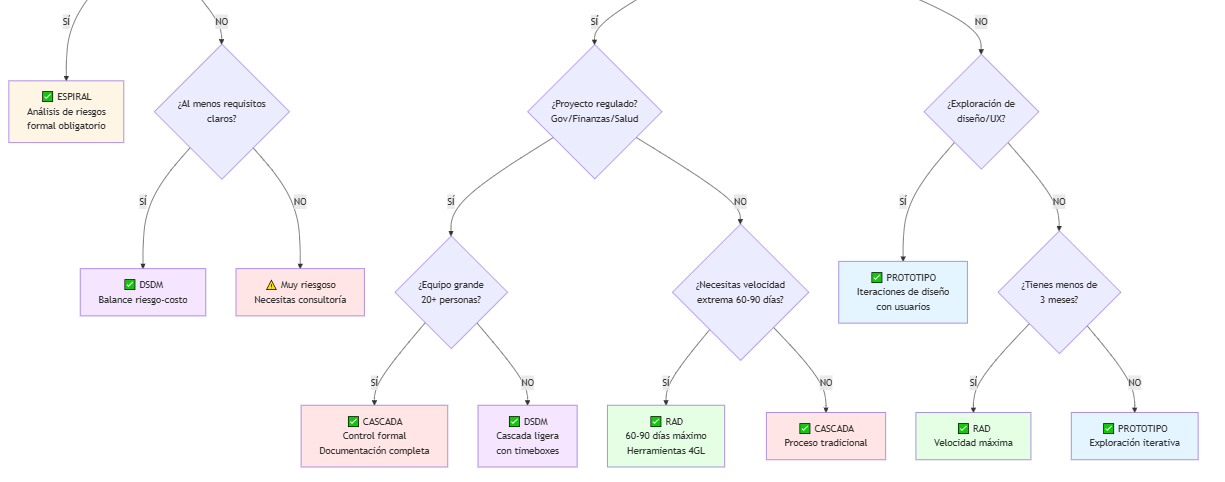 SÍ
NO
SÍ
NO
✅ ESPIRAL
Análisis de riesgos
formal obligatorio
¿Al menos requisitos
claros?
¿Proyecto regulado?
Gov/Finanzas/Salud
¿Exploración de
diseño/UX?
SÍ
NO
SÍ
NO
SÍ
NO
✅ DSDM
Balance riesgo-costo
⚠️ Muy riesgoso
Necesitas consultoría
¿Equipo grande
20+ personas?
¿Necesitas velocidad
extrema 60-90 días?
✅ PROTOTIPO
Iteraciones de diseño
con usuarios
¿Tienes menos de
3 meses?
SÍ
NO
SÍ
NO
SÍ
NO
✅ CASCADA
Control formal
Documentación completa
✅ DSDM
Cascada ligera
con timeboxes
✅ RAD
60-90 días máximo
Herramientas 4GL
✅ CASCADA
Proceso tradicional
✅ RAD
Velocidad máxima
✅ PROTOTIPO
Exploración iterativa